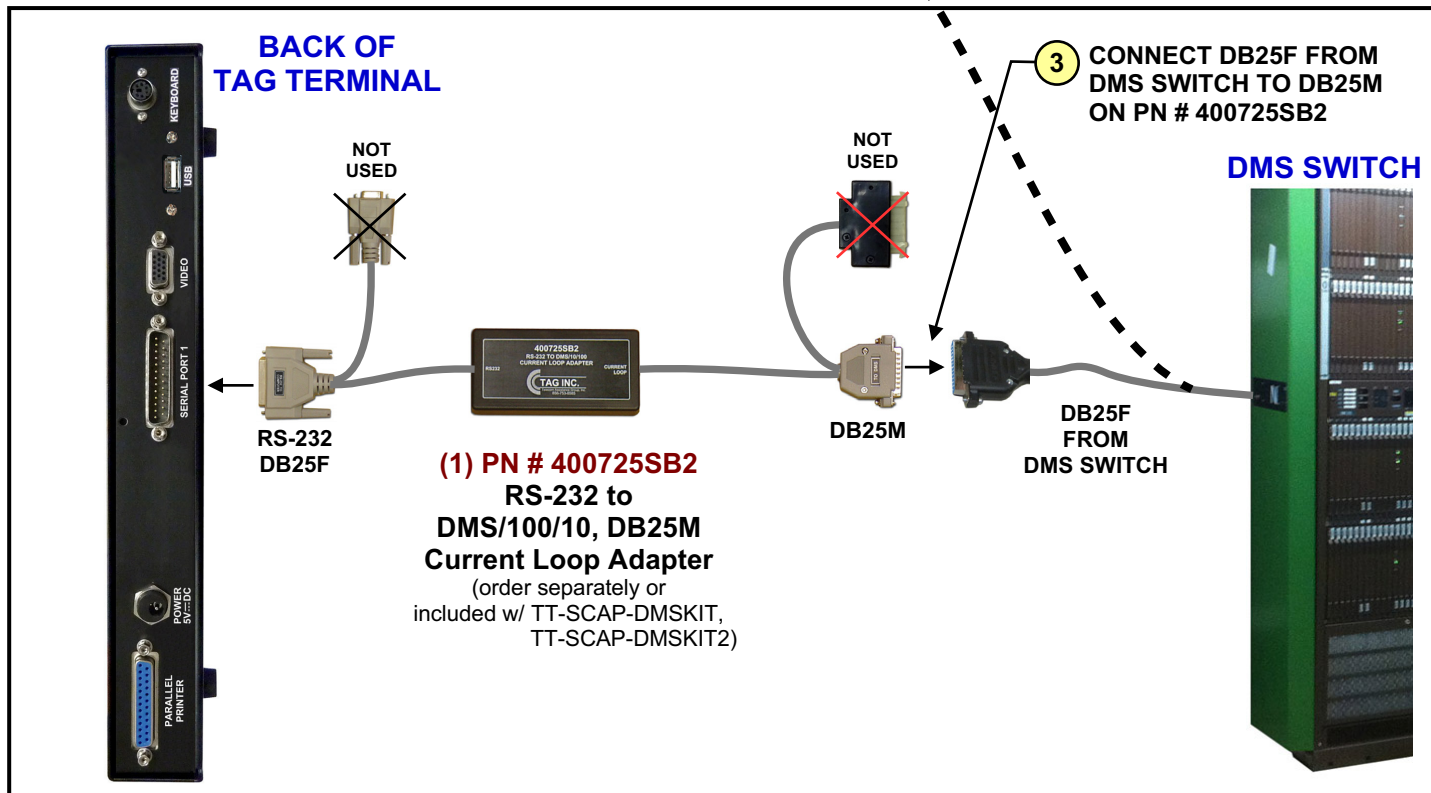 BACK OF
TAG TERMINAL
KEYBOARD
USB
VIDEO
SERIAL PORT 1
POWER
5V DC
PARALLEL
PRINTER
NOT
USED
RS-232
DB25F
400725SB2
RS-232 TO DMS/10/100
CURRENT LOOP ADAPTER
RS232
CURRENT
LOOP
TAG INC.
(1) PN # 400725SB2
RS-232 to
DMS/100/10, DB25M
Current Loop Adapter
(order separately or
included w/ TT-SCAP-DMSKIT,
TT-SCAP-DMSKIT2)
NOT
USED
TO DMS
DB25M
3
CONNECT DB25F FROM
DMS SWITCH TO DB25M
ON PN # 400725SB2
DB25F
FROM
DMS SWITCH
DMS SWITCH